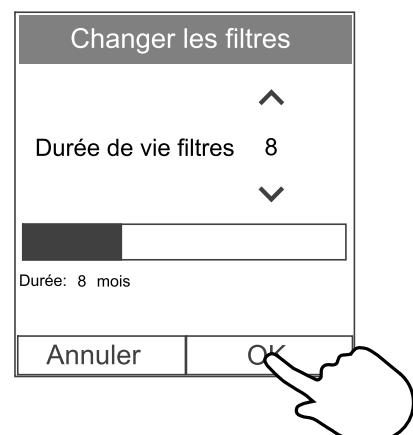 Changer les filtres
Durée de vie filtres 8
Durée: 8 mois
Annuler OK